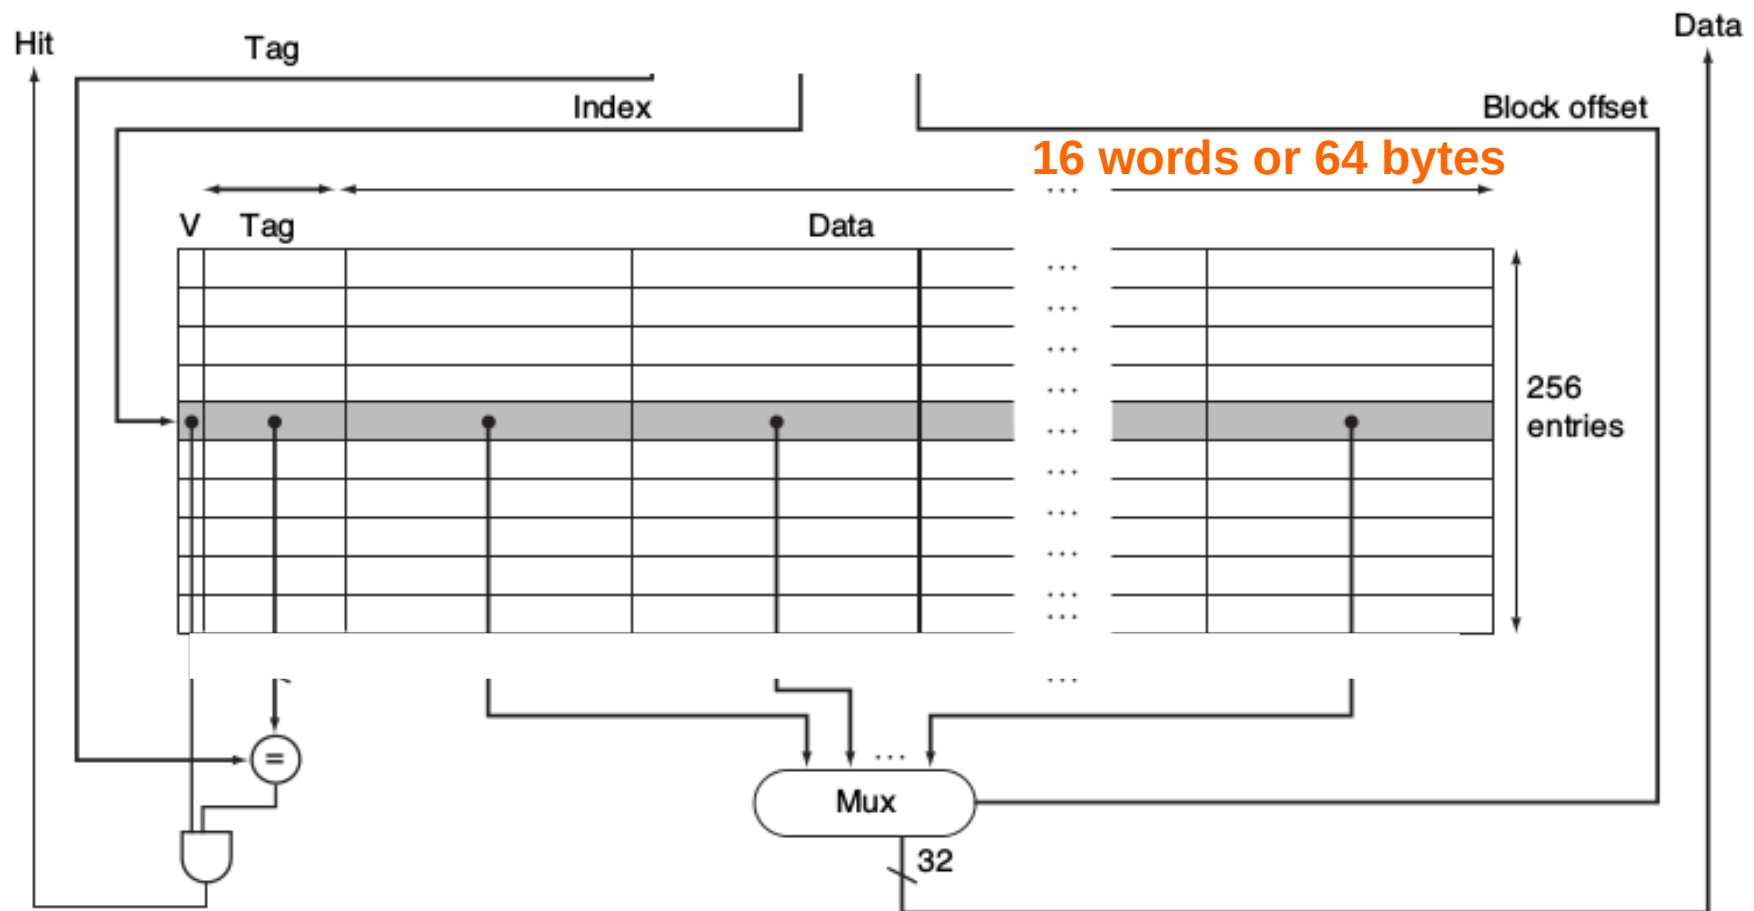 Hit
Tag
Data
Index
Block offset
16 words or 64 bytes
...
V
Tag
Data
...
...
...
...
256
entries
...
...
...
...
...
...
...
=
...
Mux
32